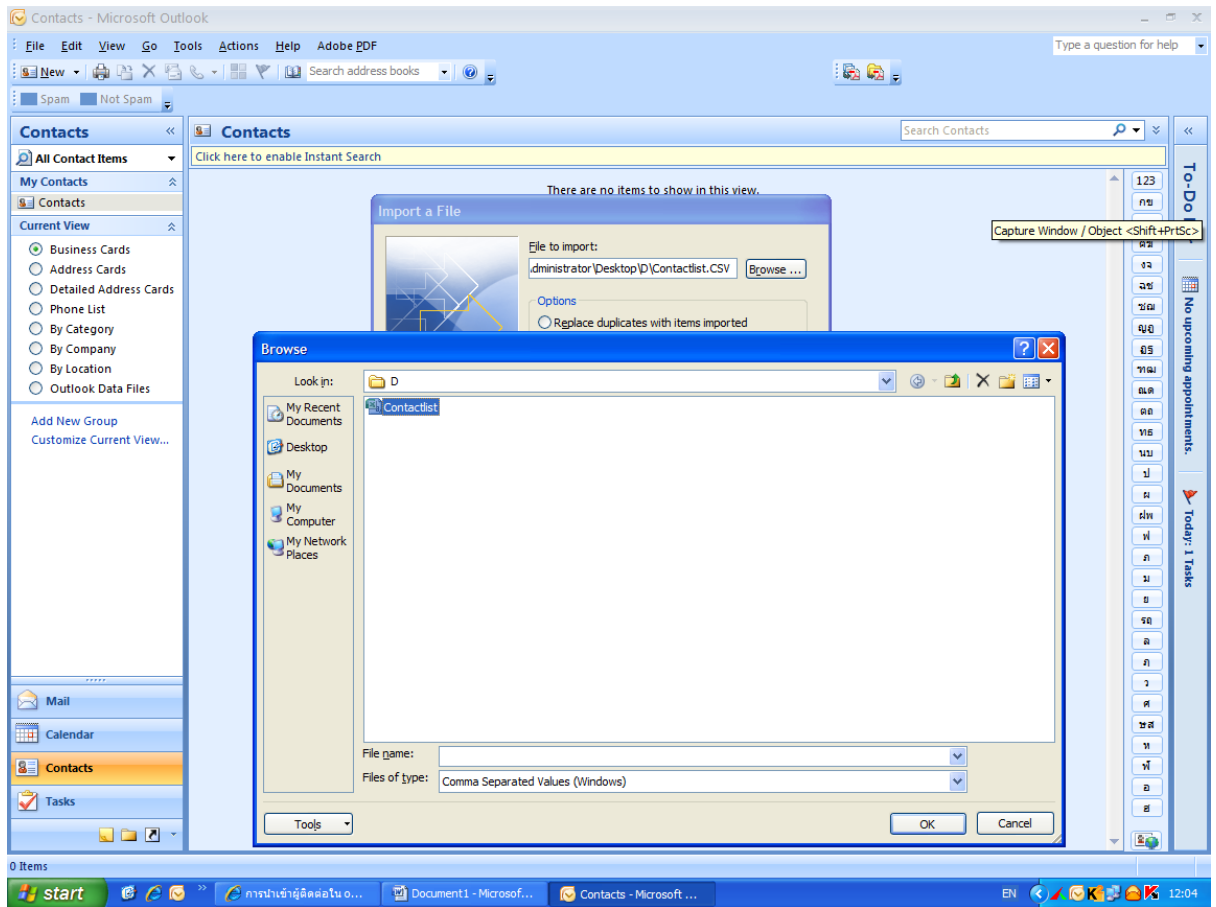 Contacts - Microsoft Outlook
File Edit View Go Tools Actions Help Adobe PDF
Type a question for help
New
Search address books
Spam Not Spam
Contacts
Contacts
Search Contacts
All Contact Items
Click here to enable Instant Search
My Contacts
Contacts
There are no items to show in this view.
Current View
Business Cards
Address Cards
Detailed Address Cards
Phone List
By Category
By Company
By Location
Outlook Data Files
Add New Group
Customize Current View...
Import a File
File to import:
.dministrator\Desktop\D\Contactlist.CSV
Browse ...
Options
Replace duplicates with items imported
Capture Window / Object <Shift+PrtSc>
Browse
Look in:
D
My Recent
Documents
Desktop
My
Documents
My
Computer
My Network
Places
Contactlist
File name:
Files of type:
Comma Separated Values (Windows)
Tools
OK
Cancel
123
กข
ฉช
ญฎ
ฏฐ
ณด
ตถ
ทธ
นบ
ป
ผ
ฝพ
ฟ
ภ
ม
ย
รฤ
ล
ฦ
ว
ศ
ษส
ห
ฬ
อ
ฮ
To-Do
No upcoming appointments.
Today: 1 Tasks
Mail
Calendar
Contacts
Tasks
0 Items
start
การนำเข้าผู้ติดต่อใน o...
Document1 - Microsof...
Contacts - Microsoft ...
EN
12:04